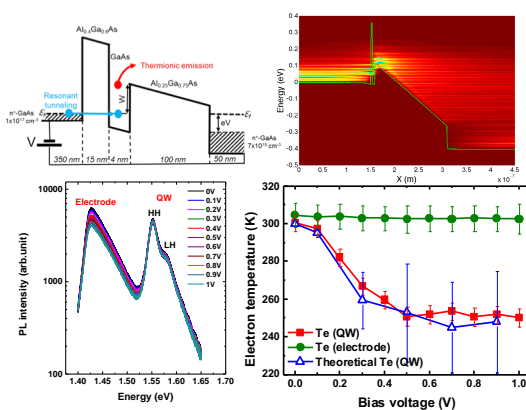 Al0.4Ga0.6As
GaAs
Thermionic emission
Al0.25Ga0.75As
Resonant
tunneling
W
n+-GaAs
1x10^17 cm-3
εf
eV
V
n+-GaAs
7x10^18 cm-3
350 nm
15 nm
4 nm
100 nm
50 nm
0.4
0.3
0.2
0.1
0
-0.1
-0.2
-0.3
-0.4
-0.5
Energy (eV)
0
0.5
1
1.5
2
2.5
3
3.5
4
4.5
X (m)
x 10^-7
10000
1000
100
PL intensity (arb.unit)
Electrode
QW
HH
LH
0V
0.1V
0.2V
0.3V
0.4V
0.5V
0.6V
0.7V
0.8V
0.9V
1V
1.40
1.45
1.50
1.55
1.60
1.65
1.70
Energy (eV)
320
300
280
260
240
220
Electron temperature (K)
Te (QW)
Te (electrode)
Theoretical Te (QW)
0.0
0.2
0.4
0.6
0.8
1.0
Bias voltage (V)